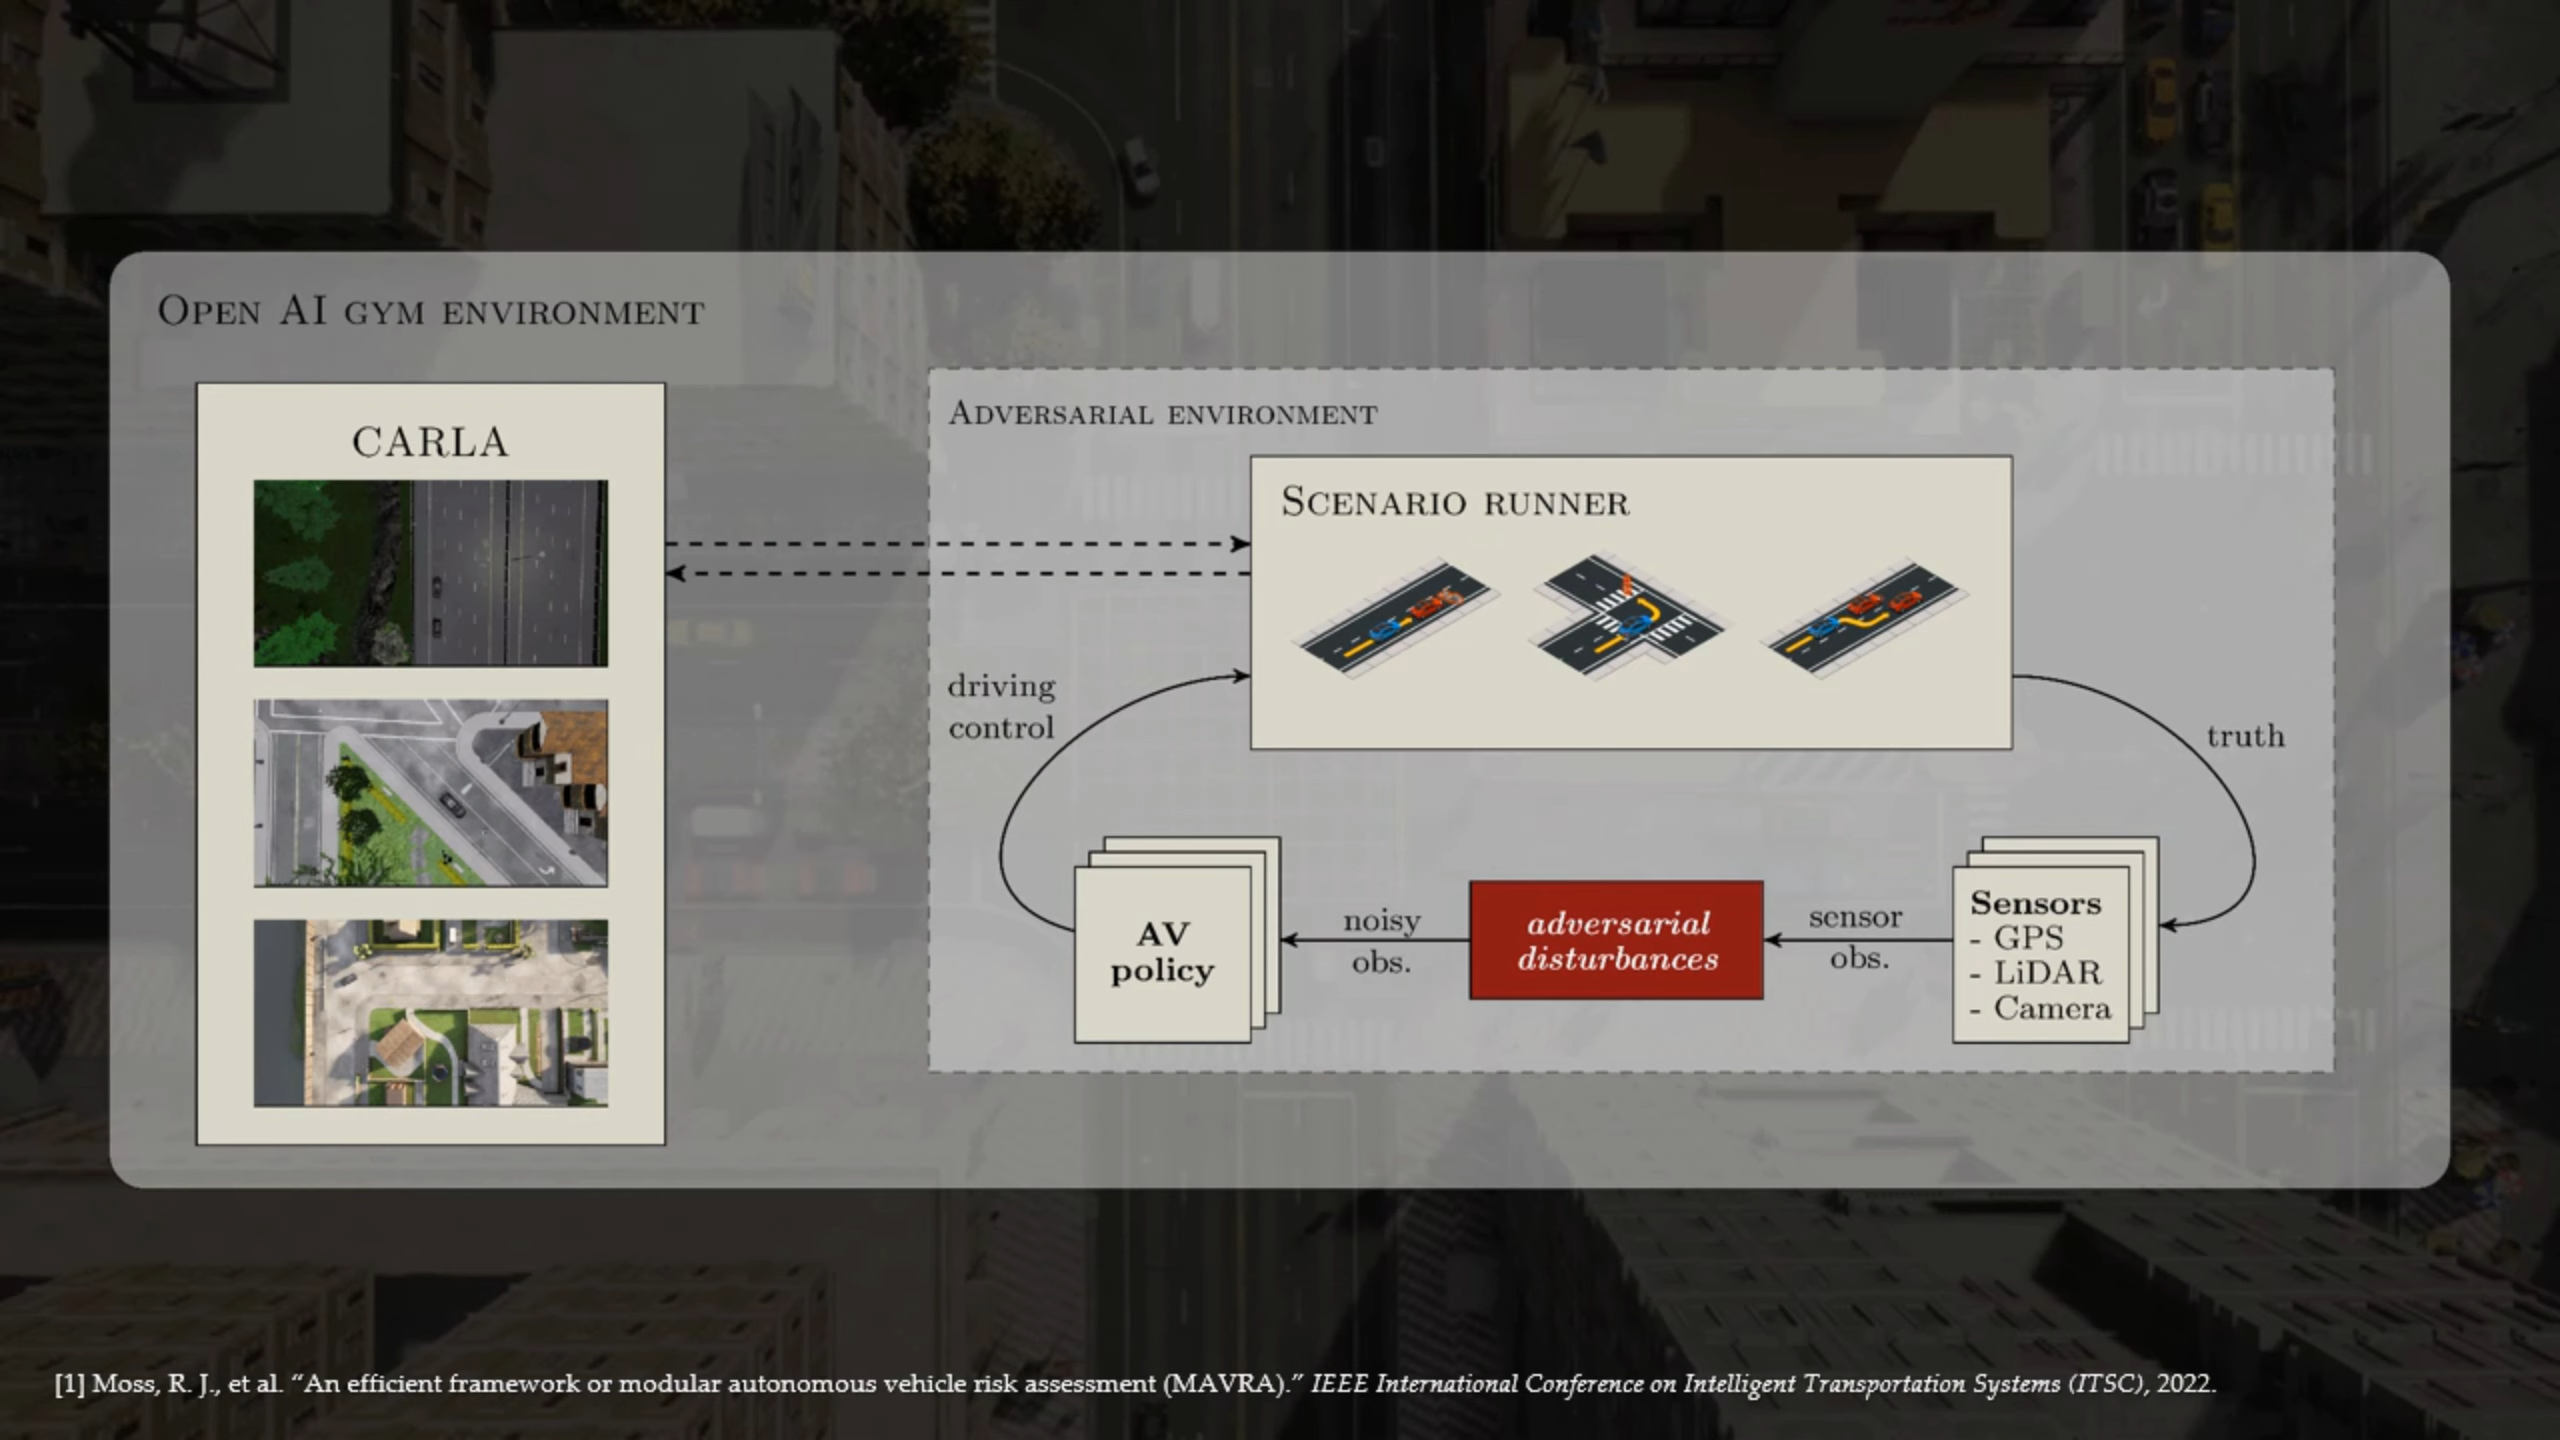 OPEN AI GYM ENVIRONMENT
CARLA
ADVERSARIAL ENVIRONMENT
SCENARIO RUNNER
driving
control
truth
AV
policy
noisy
obs.
adversarial
disturbances
sensor
obs.
Sensors
- GPS
- LiDAR
- Camera
[1] Moss, R. J., et al. “An efficient framework or modular autonomous vehicle risk assessment (MAVRA).” IEEE International Conference on Intelligent Transportation Systems (ITSC), 2022.